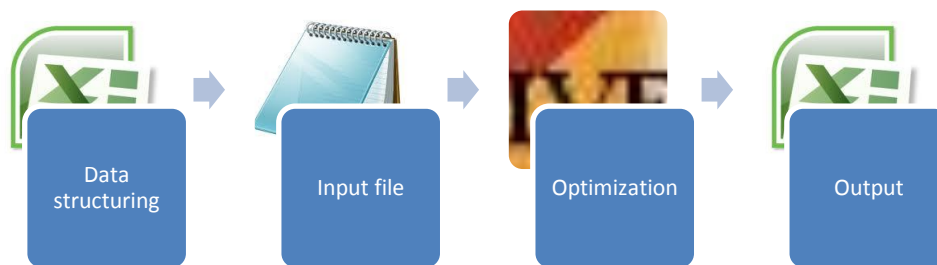 Data
structuring
Input file
Optimization
Output